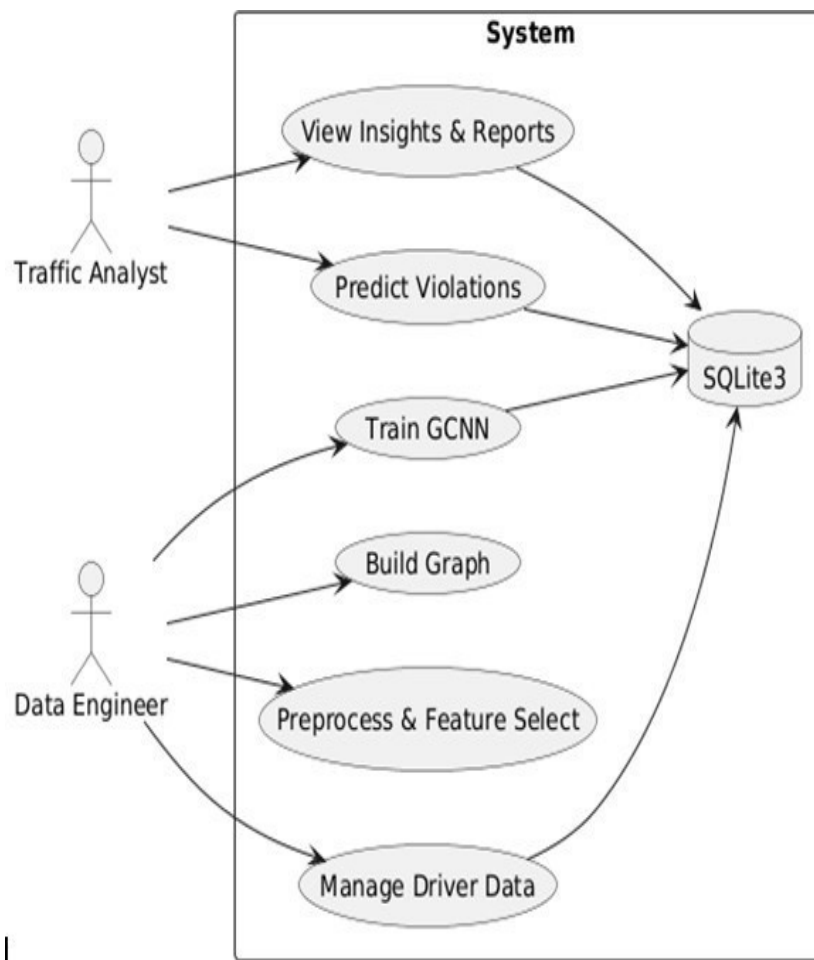 System
View Insights & Reports
Traffic Analyst
Predict Violations
SQLite3
Train GCNN
Build Graph
Data Engineer
Preprocess & Feature Select
Manage Driver Data